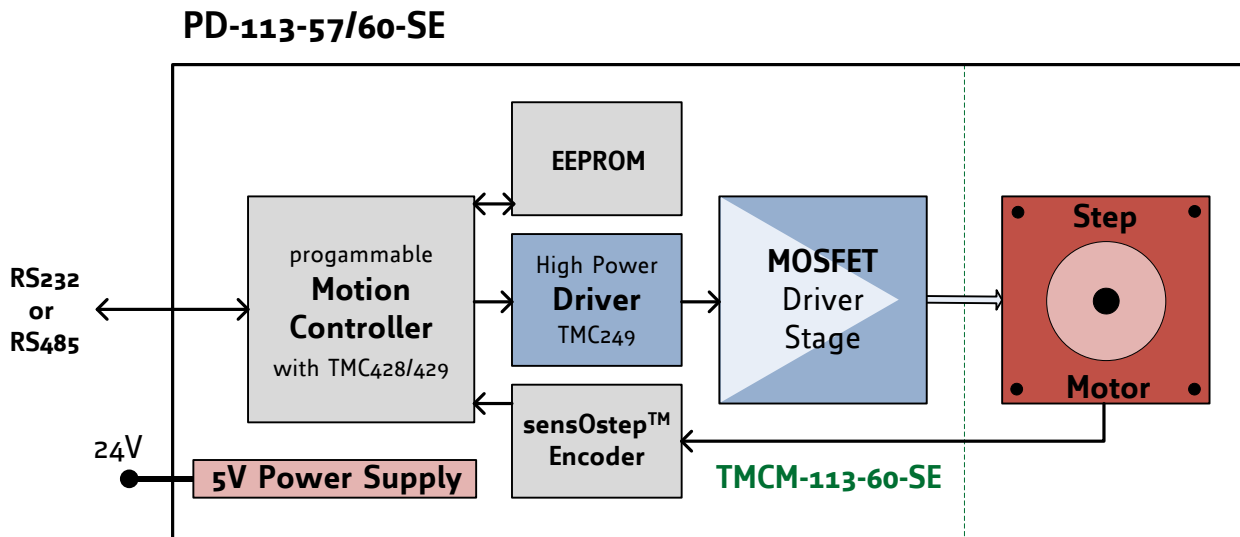 PD-113-57/60-SE
EEPROM
progammable
Motion
Controller
with TMC428/429
RS232
or
RS485
High Power
Driver
TMC249
MOSFET
Driver
Stage
Step
Motor
sensOstep™
Encoder
24V
5V Power Supply
TMCM-113-60-SE